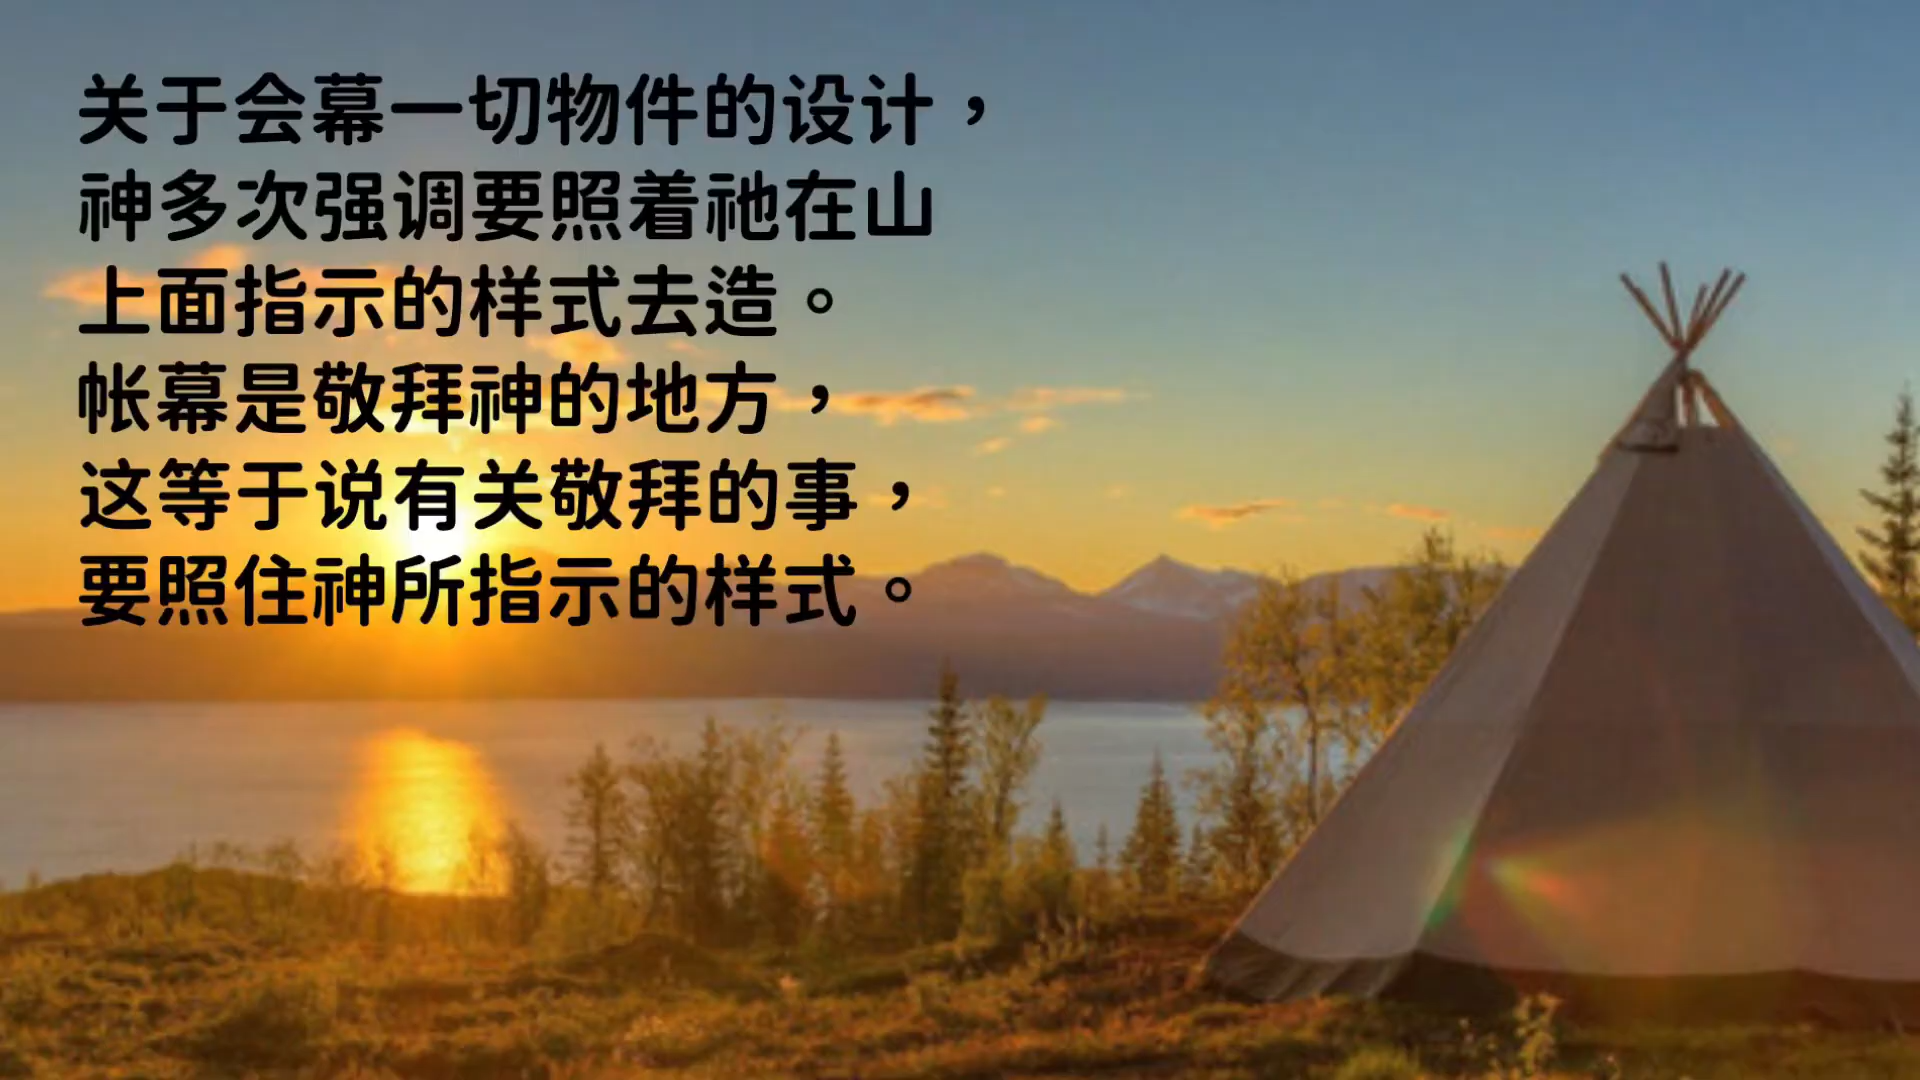 关于会幕一切物件的设计，
神多次强调要照着祂在山
上面指示的样式去造。
帐幕是敬拜神的地方，
这等于说有关敬拜的事，
要照住神所指示的样式。